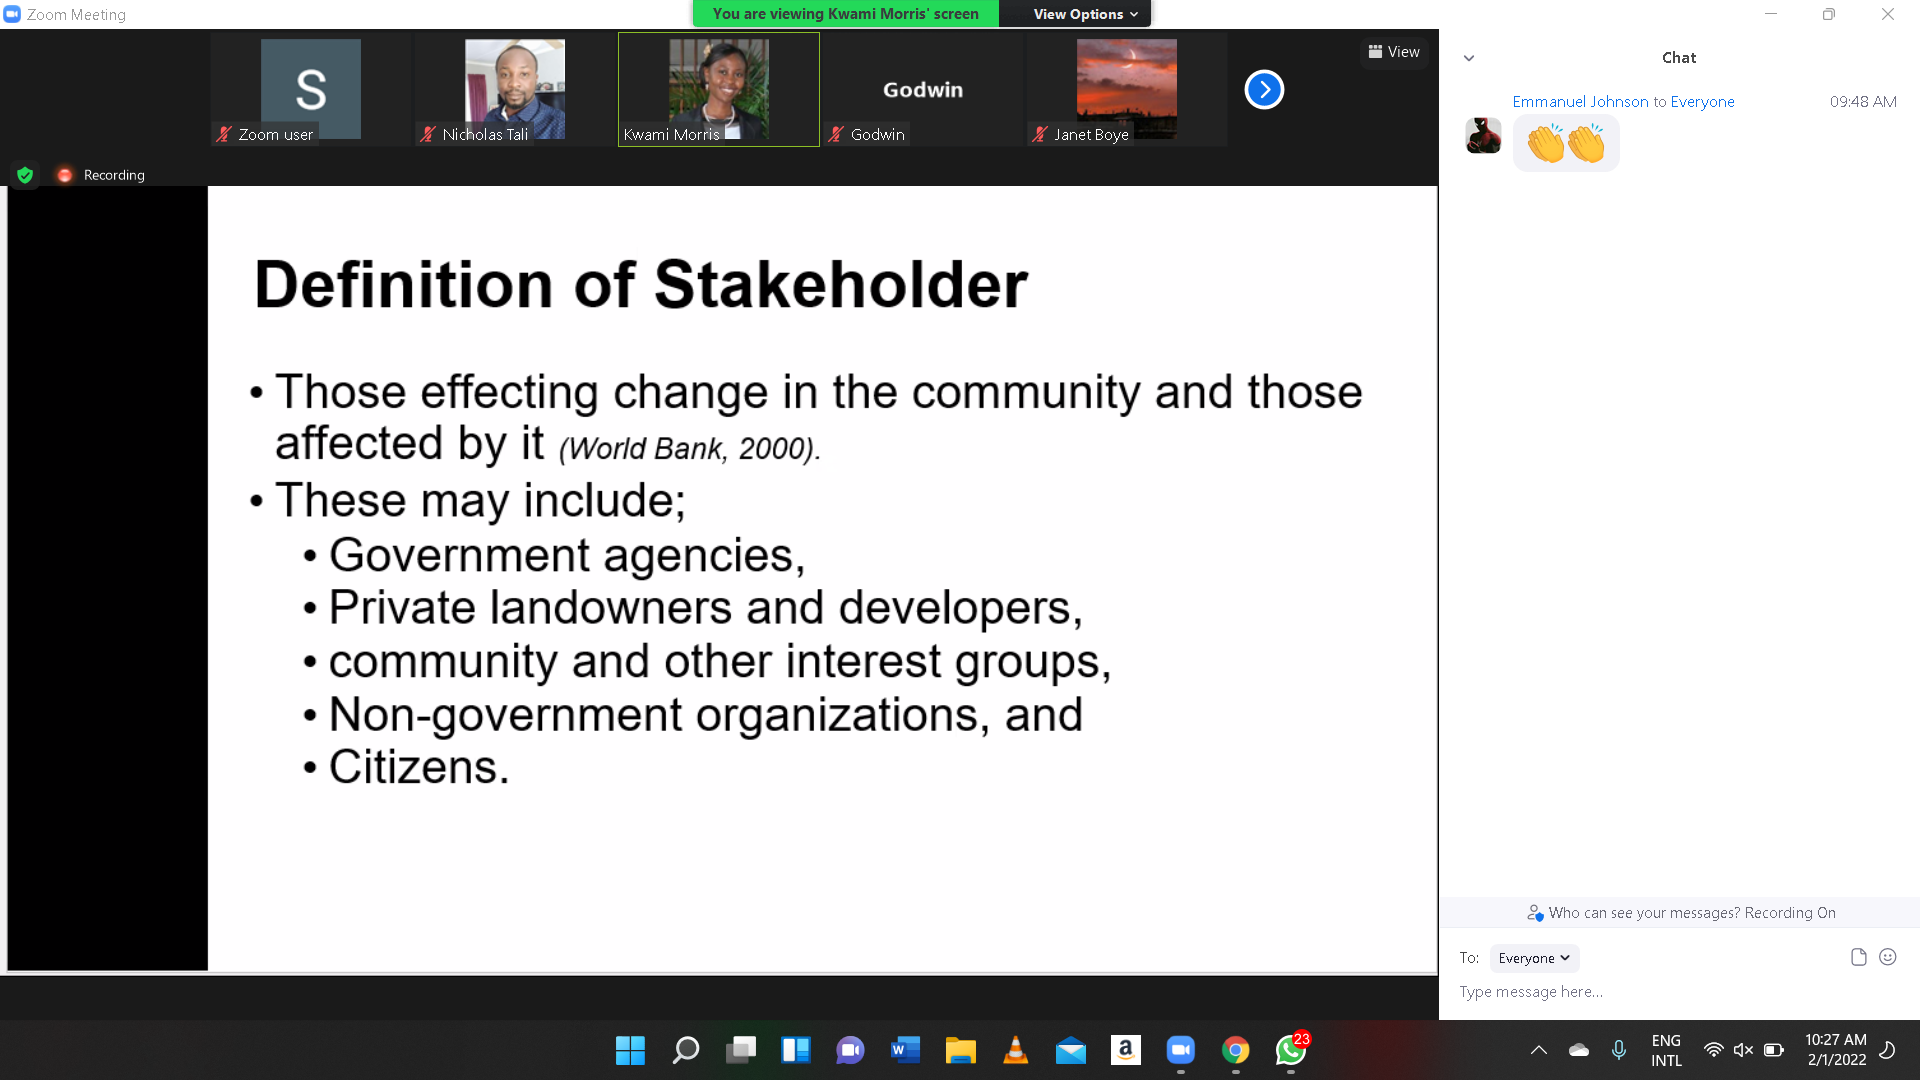 Zoom Meeting
You are viewing Kwami Morris' screen
View Options
S
Zoom user
Nicholas Tali
Kwami Morris
Godwin
Godwin
Janet Boye
View
Recording
Definition of Stakeholder
• Those effecting change in the community and those
affected by it (World Bank, 2000).
• These may include;
• Government agencies,
• Private landowners and developers,
• community and other interest groups,
• Non-government organizations, and
• Citizens.
Chat
Emmanuel Johnson to Everyone 09:48 AM
👏👏
Who can see your messages? Recording On
To: Everyone
Type message here...
W
a
23
ENG
INTL
10:27 AM
2/1/2022